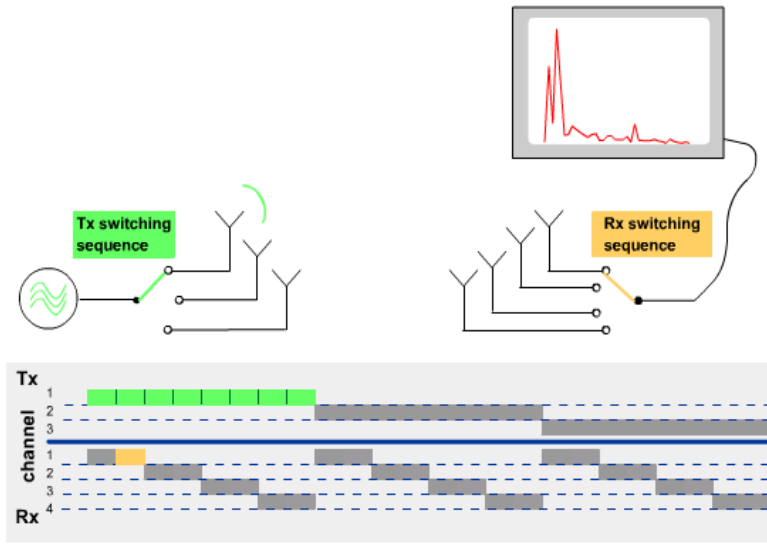 Tx switching
sequence
Rx switching
sequence
Tx
channel
1
2
3
1
2
3
4
Rx